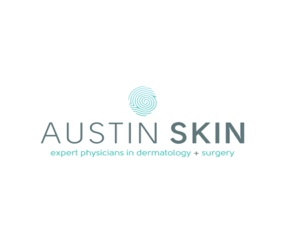 AUSTIN SKIN
expert physicians in dermatology + surgery